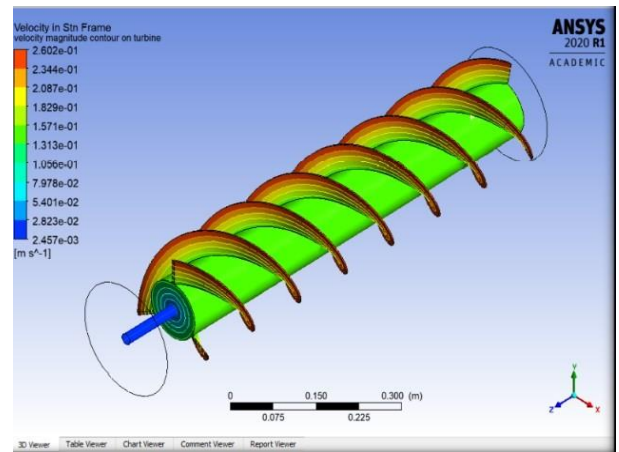 Velocity in Stn Frame
velocity magnitude contour on turbine
2.602e-01
2.344e-01
2.087e-01
1.829e-01
1.571e-01
1.313e-01
1.056e-01
7.978e-02
5.401e-02
2.823e-02
2.457e-03
[m s^-1]
ANSYS
2020 R1
ACADEMIC
0 0.150 0.300 (m)
0.075 0.225
Y
Z X
3D Viewer Table Viewer Chart Viewer Comment Viewer Report Viewer